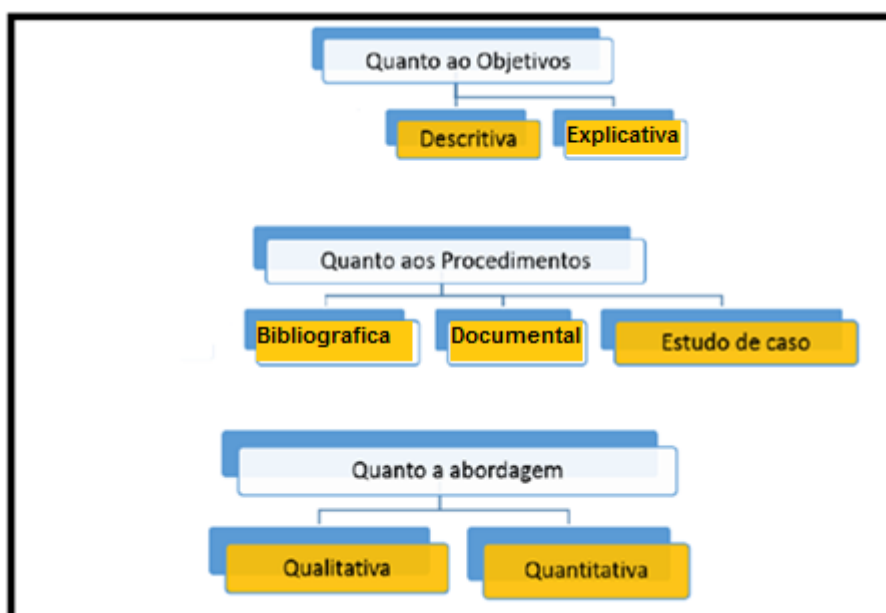 Quanto ao Objetivos
Descritiva
Explicativa
Quanto aos Procedimentos
Bibliografica
Documental
Estudo de caso
Quanto a abordagem
Qualitativa
Quantitativa